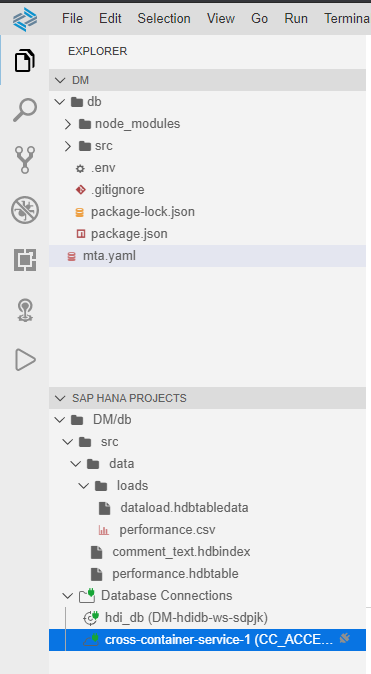 File Edit Selection View Go Run Termina
EXPLORER
DM
db
node_modules
src
.env
.gitignore
package-lock.json
package.json
mta.yaml
SAP HANA PROJECTS
DM/db
src
data
loads
dataload.hdbtabledata
performance.csv
comment_text.hdbindex
performance.hdbtable
Database Connections
hdi_db (DM-hdidb-ws-sdpjk)
cross-container-service-1 (CC_ACCE...